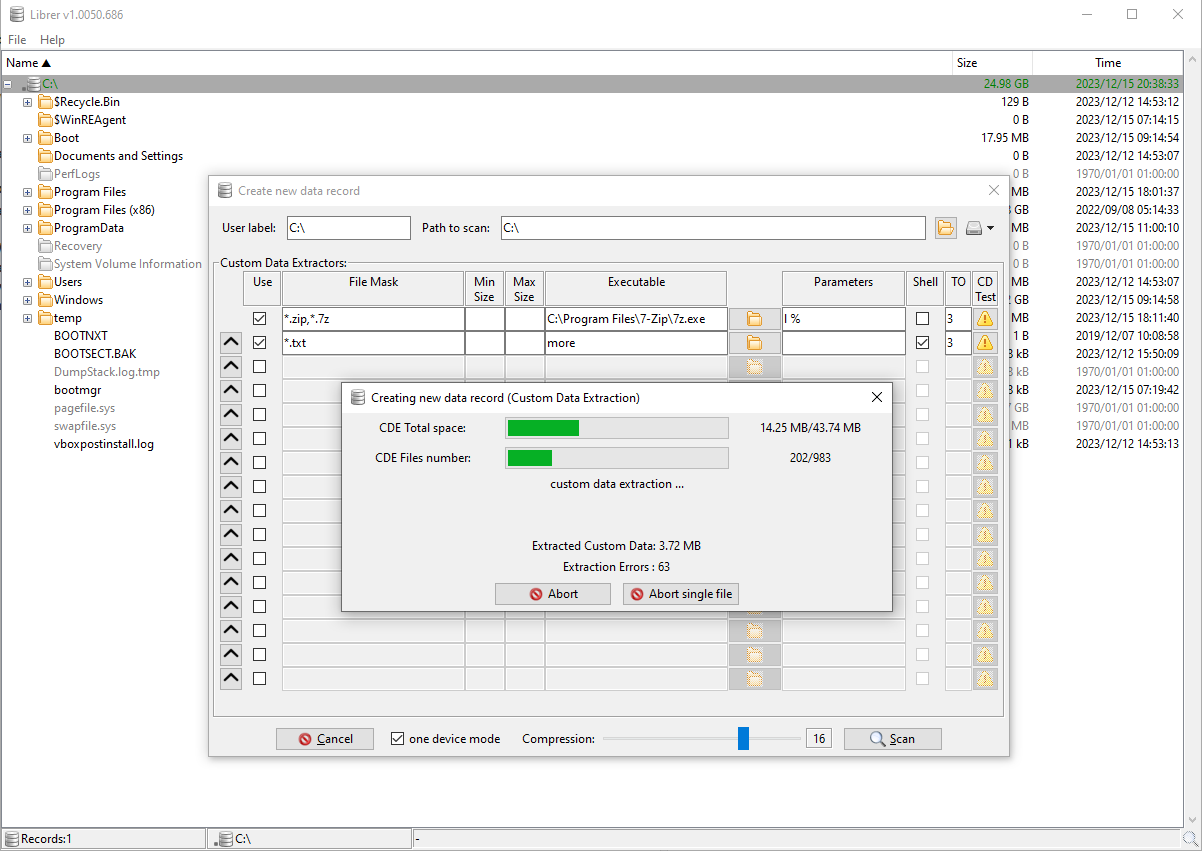 Librer v1.0050.686
File Help
Name ▲ Size Time
C:\ 24.98 GB 2023/12/15 20:38:33
$Recycle.Bin 129 B 2023/12/12 14:53:12
$WinREAgent 0 B 2023/12/15 07:14:15
Boot 17.95 MB 2023/12/15 09:14:54
Documents and Settings 0 B 2023/12/12 14:53:07
PerfLogs 1970/01/01 01:00:00
Program Files MB 2023/12/15 18:01:37
Program Files (x86) GB 2022/09/08 05:14:33
ProgramData MB 2023/12/15 11:00:10
Recovery 0 B 1970/01/01 01:00:00
System Volume Information 0 B 1970/01/01 01:00:00
Users MB 2023/12/12 14:53:07
Windows GB 2023/12/15 09:14:58
temp MB 2023/12/15 18:11:40
BOOTNXT 1 B 2019/12/07 10:08:58
BOOTSECT.BAK kB 2023/12/12 15:50:09
DumpStack.log.tmp kB 1970/01/01 01:00:00
bootmgr kB 2023/12/15 07:19:42
pagefile.sys GB 1970/01/01 01:00:00
swapfile.sys MB 1970/01/01 01:00:00
vboxpostinstall.log kB 2023/12/12 14:53:13
Create new data record
User label: C:\ Path to scan: C:\
Custom Data Extractors:
Use File Mask Min Size Max Size Executable Parameters Shell TO CD Test
*.zip,*.7z C:\Program Files\7-Zip\7z.exe l % 3
*.txt more 3
Creating new data record (Custom Data Extraction)
CDE Total space: 14.25 MB/43.74 MB
CDE Files number: 202/983
custom data extraction ...
Extracted Custom Data: 3.72 MB
Extraction Errors : 63
Abort Abort single file
Cancel one device mode Compression: 16 Scan
Records:1 C:\ -